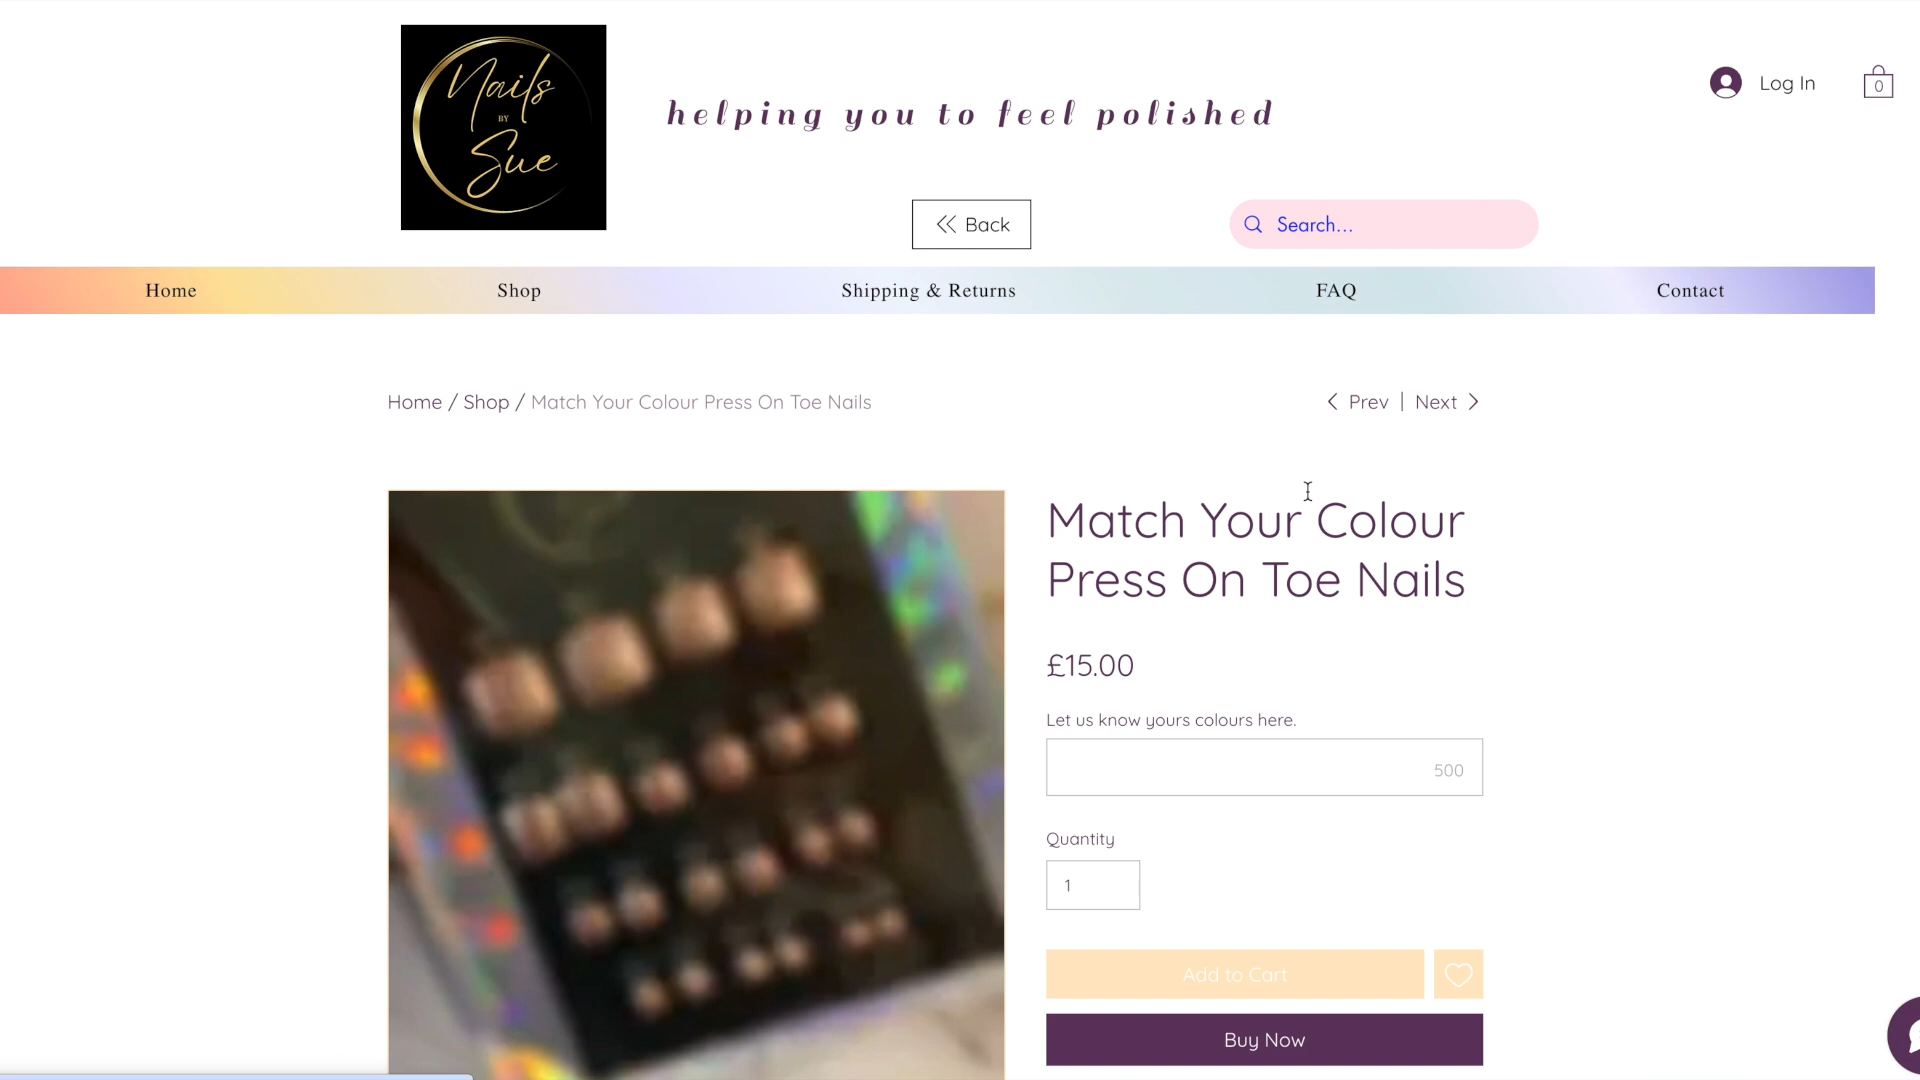 Nails
BY
Sue
helping you to feel polished
Log In
0
Back
Search...
Home
Shop
Shipping & Returns
FAQ
Contact
Home / Shop / Match Your Colour Press On Toe Nails
Prev | Next
Match Your Colour
Press On Toe Nails
£15.00
Let us know yours colours here.
500
Quantity
1
Add to Cart
Buy Now